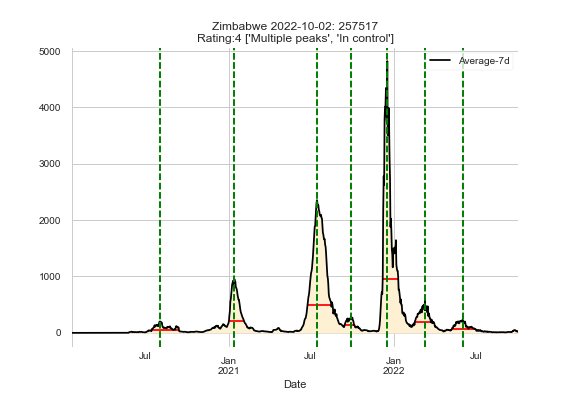 Zimbabwe 2022-10-02: 257517
Rating:4 ['Multiple peaks', 'In control']
Average-7d
5000
4000
3000
2000
1000
0
Jul
Jan
2021
Jul
Jan
2022
Jul
Date